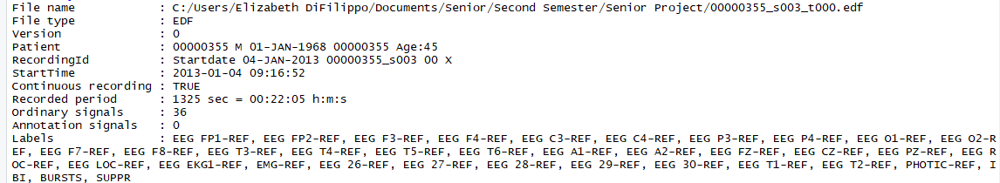 File name : C:/Users/Elizabeth DiFilippo/Documents/Senior/Second Semester/Senior Project/00000355_s003_t000.edf
File type : EDF
Version : 0
Patient : 00000355 M 01-JAN-1968 00000355 Age:45
RecordingId : Startdate 04-JAN-2013 00000355_s003 00 X
StartTime : 2013-01-04 09:16:52
Continuous recording : TRUE
Recorded period : 1325 sec = 00:22:05 h:m:s
Ordinary signals : 36
Annotation signals : 0
Labels : EEG FP1-REF, EEG FP2-REF, EEG F3-REF, EEG F4-REF, EEG C3-REF, EEG C4-REF, EEG P3-REF, EEG P4-REF, EEG O1-REF, EEG O2-R
EF, EEG F7-REF, EEG F8-REF, EEG T3-REF, EEG T4-REF, EEG T5-REF, EEG T6-REF, EEG A1-REF, EEG A2-REF, EEG FZ-REF, EEG CZ-REF, EEG PZ-REF, EEG R
OC-REF, EEG LOC-REF, EEG EKG1-REF, EMG-REF, EEG 26-REF, EEG 27-REF, EEG 28-REF, EEG 29-REF, EEG 30-REF, EEG T1-REF, EEG T2-REF, PHOTIC-REF, I
BI, BURSTS, SUPPR